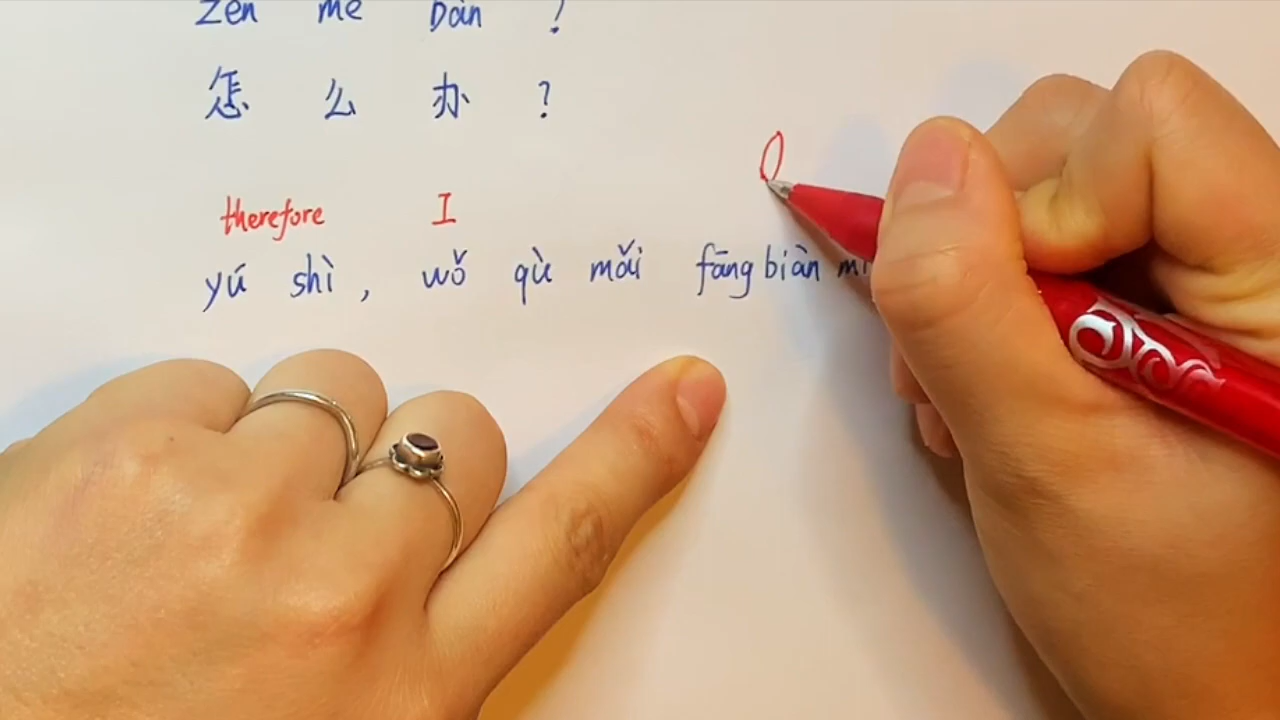 zěn me bàn ?
怎 么 办 ?
therefore I
yú shì , wǒ qù mǎi fāng biàn